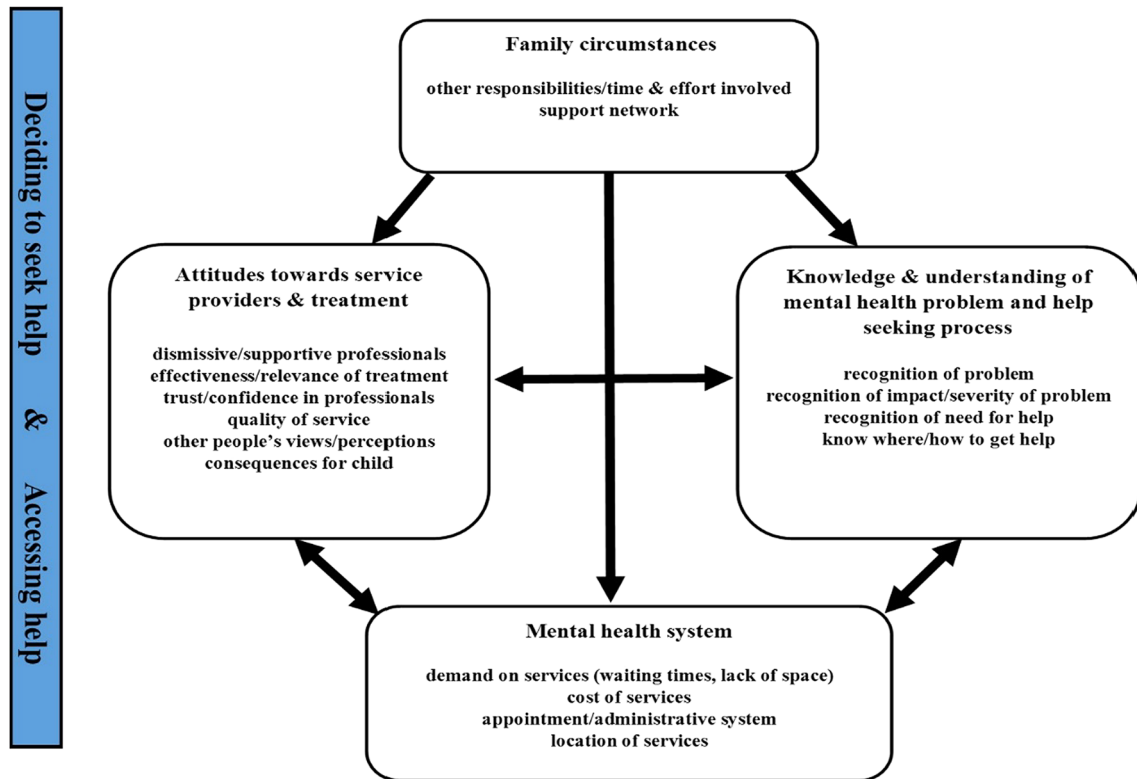 Deciding to seek help & Accessing help
Family circumstances
other responsibilities/time & effort involved
support network
Attitudes towards service
providers & treatment
dismissive/supportive professionals
effectiveness/relevance of treatment
trust/confidence in professionals
quality of service
other people’s views/perceptions
consequences for child
Knowledge & understanding of
mental health problem and help
seeking process
recognition of problem
recognition of impact/severity of problem
recognition of need for help
know where/how to get help
Mental health system
demand on services (waiting times, lack of space)
cost of services
appointment/administrative system
location of services